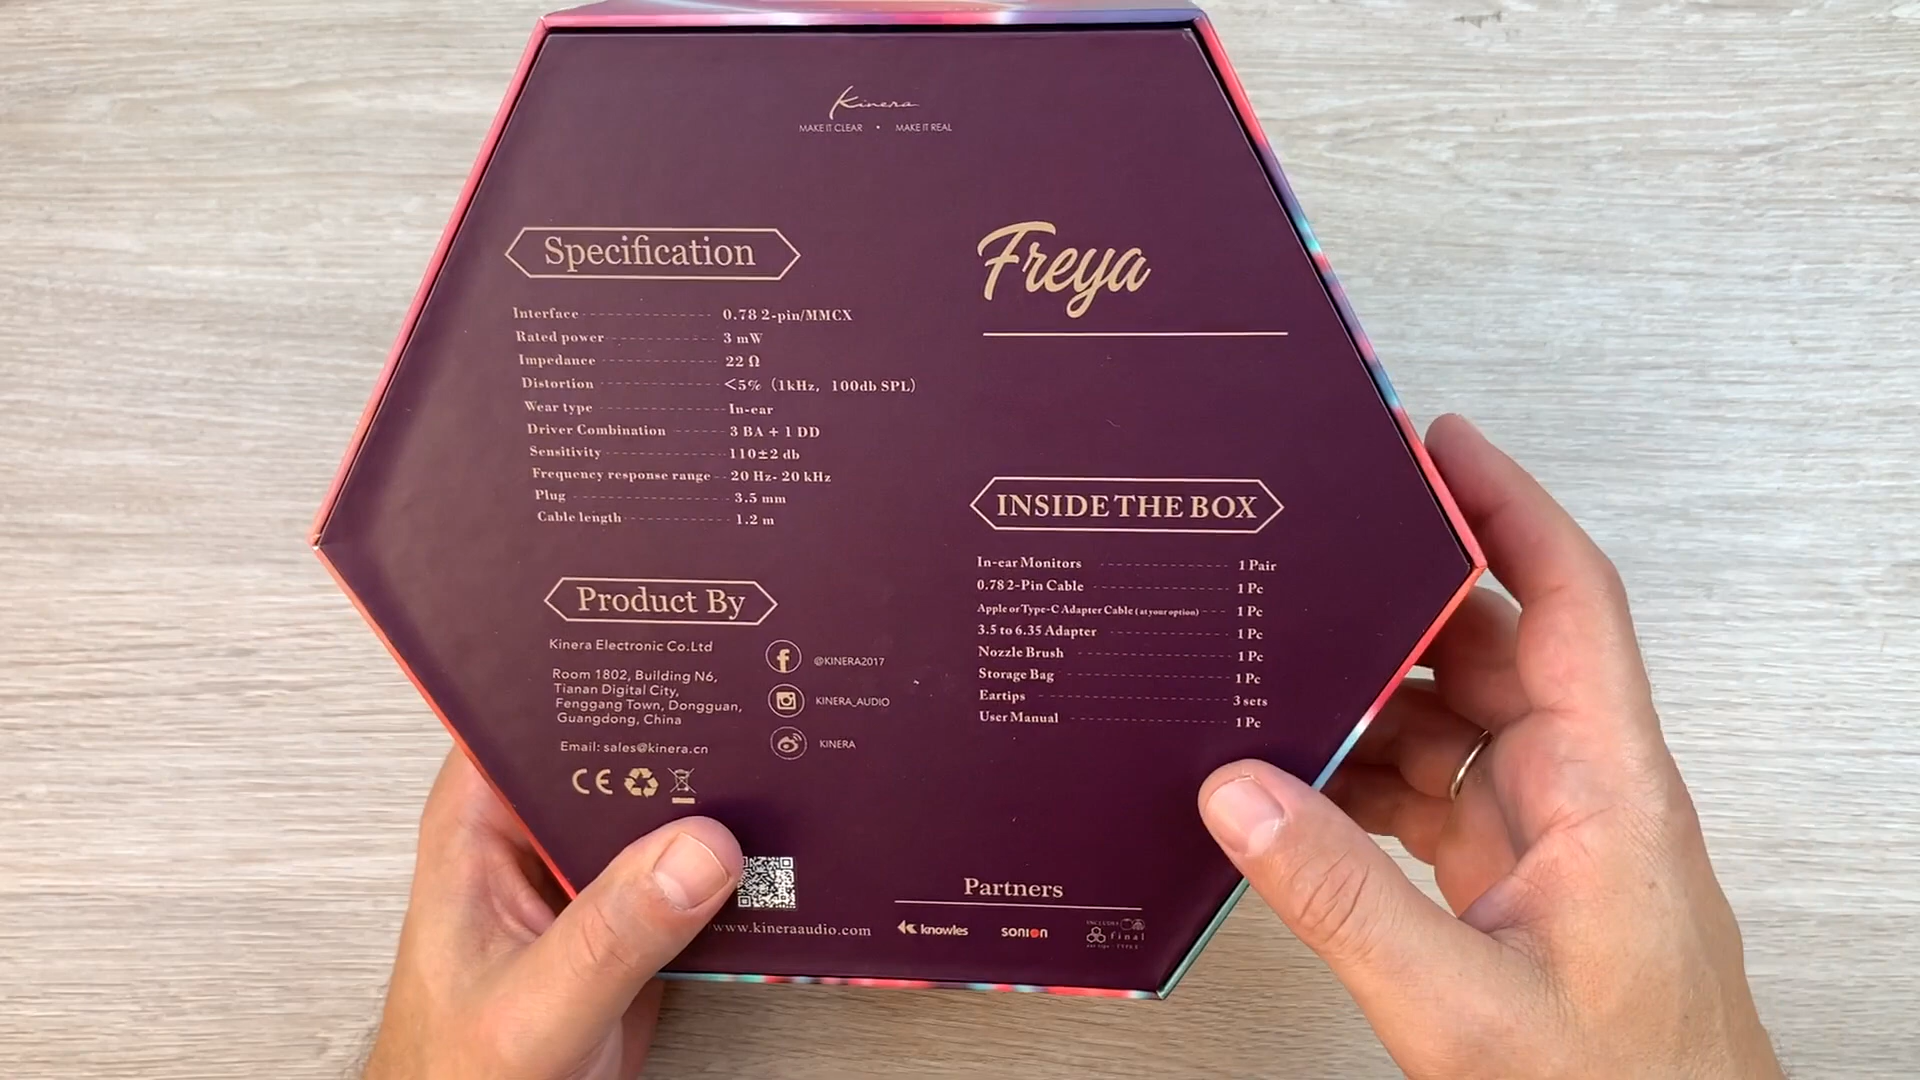 Kinera
MAKE IT CLEAR • MAKE IT REAL
Specification
Interface 0.78 2-pin/MMCX
Rated power 3 mW
Impedance 22 Ω
Distortion <5% (1kHz, 100db SPL)
Wear type In-ear
Driver Combination 3 BA + 1 DD
Sensitivity 110±2 db
Frequency response range 20 Hz- 20 kHz
Plug 3.5 mm
Cable length 1.2 m
Product By
Kinera Electronic Co.Ltd
Room 1802, Building N6,
Tianan Digital City,
Fenggang Town, Dongguan,
Guangdong, China
Email: sales@kinera.cn
@KINERA2017
KINERA_AUDIO
KINERA
CE
www.kineraaudio.com
Freya
INSIDE THE BOX
In-ear Monitors 1 Pair
0.78 2-Pin Cable 1 Pc
Apple or Type-C Adapter Cable (at your option) 1 Pc
3.5 to 6.35 Adapter 1 Pc
Nozzle Brush 1 Pc
Storage Bag 1 Pc
Eartips 3 sets
User Manual 1 Pc
Partners
knowles
sonion
INCLUDES
final